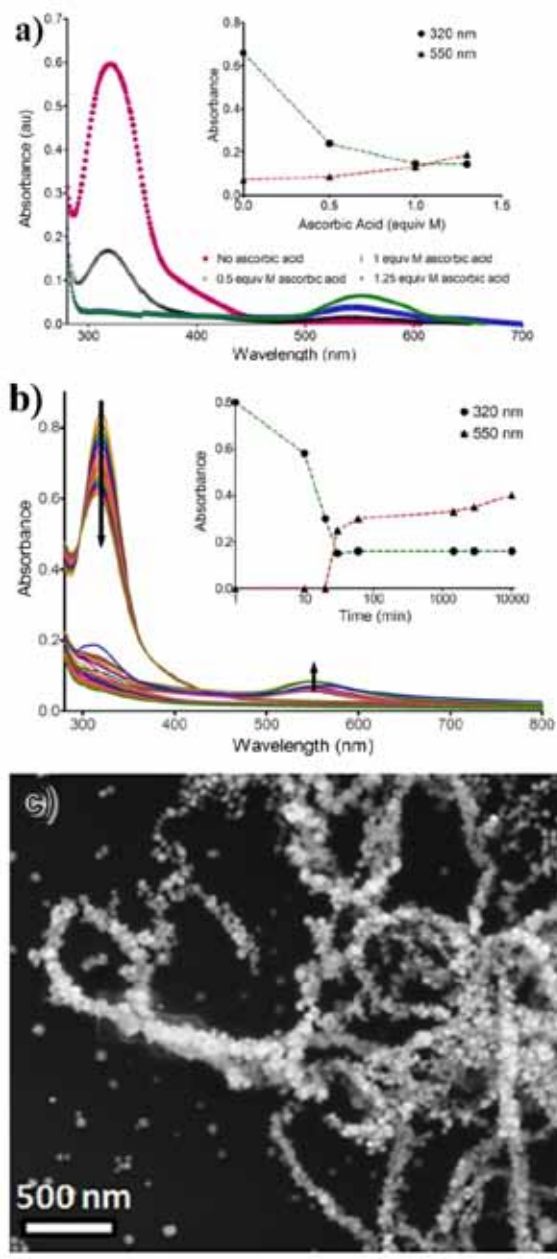 a)
0.7
0.6
0.5
0.4
0.3
0.2
0.1
0.0
Absorbance (au)
300 400 500 600 700
Wavelength (nm)
0.8
0.6
0.4
0.2
0.0
Absorbance
0.0 0.5 1.0 1.5
Ascorbic Acid (equiv M)
320 nm
550 nm
No ascorbic acid
1 equiv M ascorbic acid
0.5 equiv M ascorbic acid
1.25 equiv M ascorbic acid
b)
0.8
0.6
0.4
0.2
0.0
Absorbance
300 400 500 600 700 800
Wavelength (nm)
0.8
0.6
0.4
0.2
0.0
Absorbance
1 10 100 1000 10000
Time (min)
320 nm
550 nm
c)
500 nm